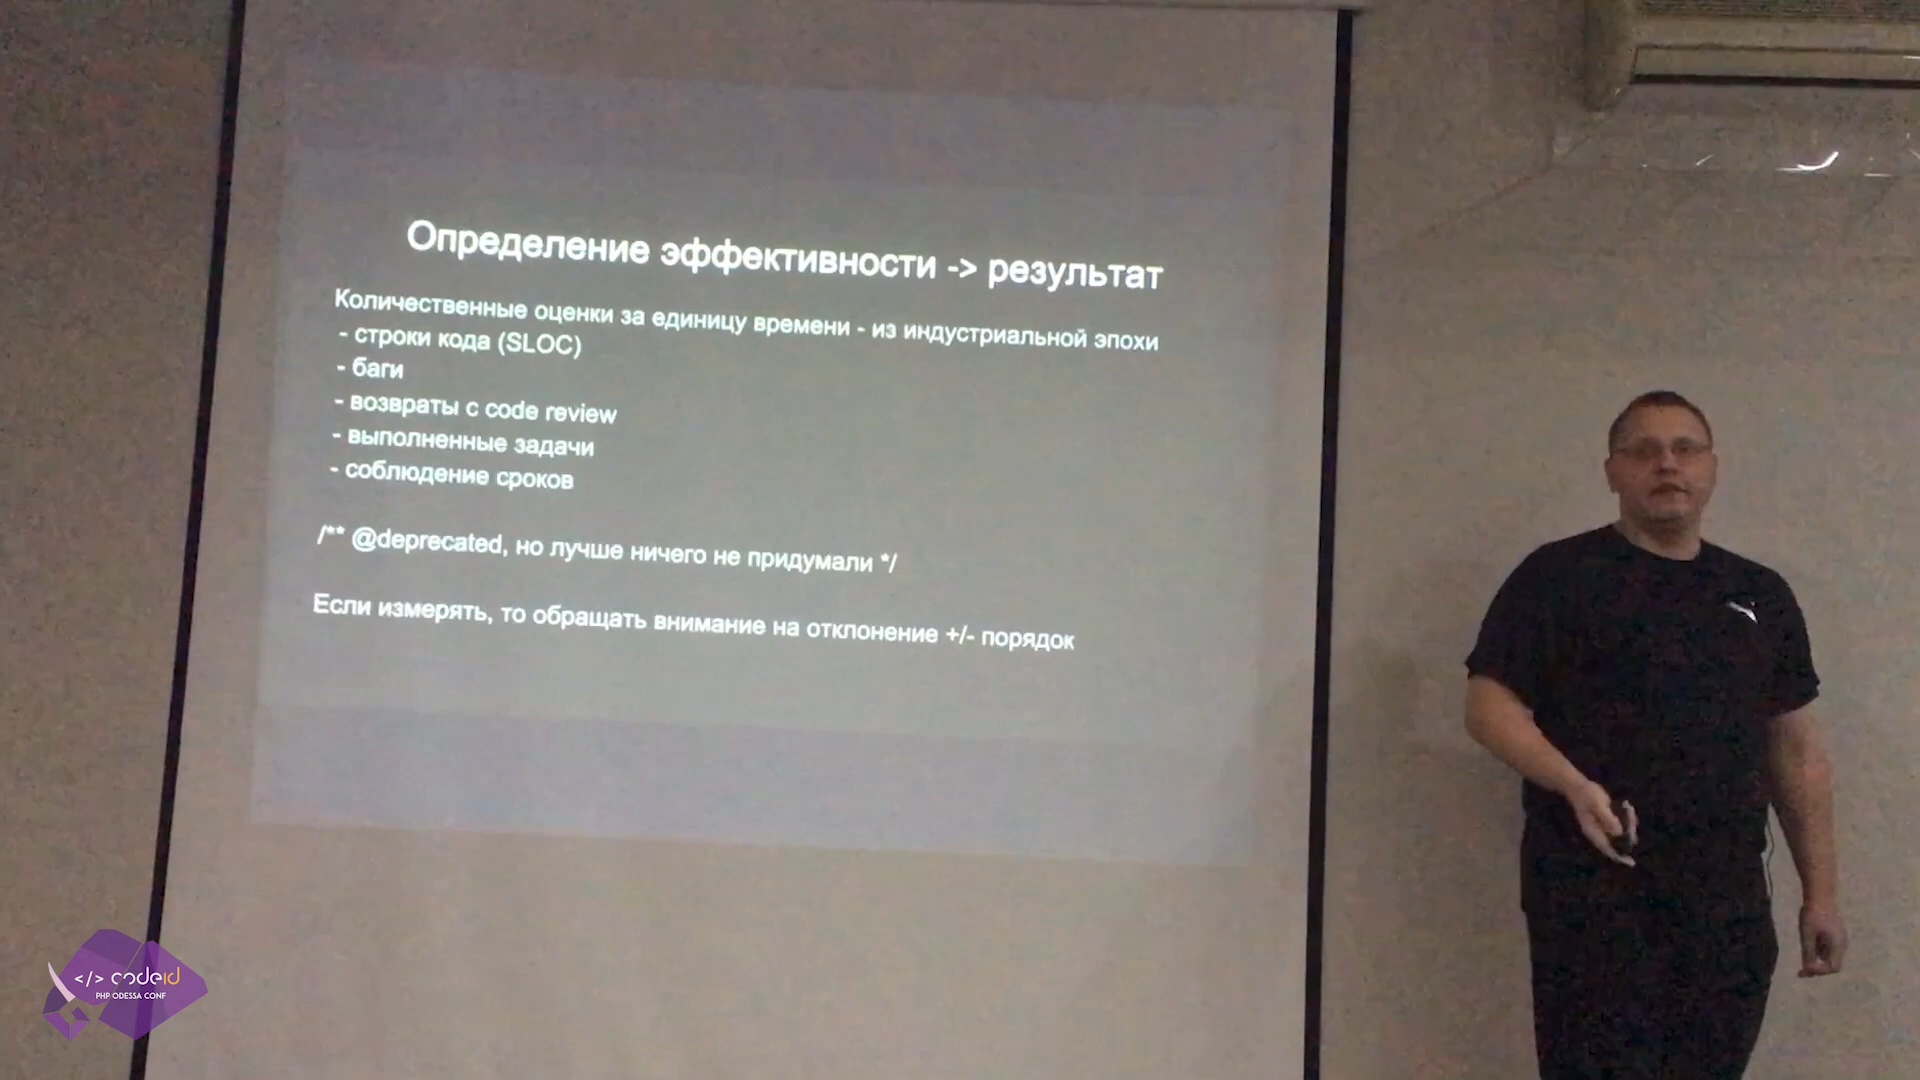 Определение эффективности -> результат
Количественные оценки за единицу времени - из индустриальной эпохи
- строки кода (SLOC)
- баги
- возвраты с code review
- выполненные задачи
- соблюдение сроков
/** @deprecated, но лучше ничего не придумали */
Если измерять, то обращать внимание на отклонение +/- порядок
</> codeid
PHP ODESSA CONF